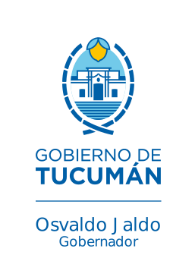 GOBIERNO DE
TUCUMÁN
Osvaldo Jaldo
Gobernador